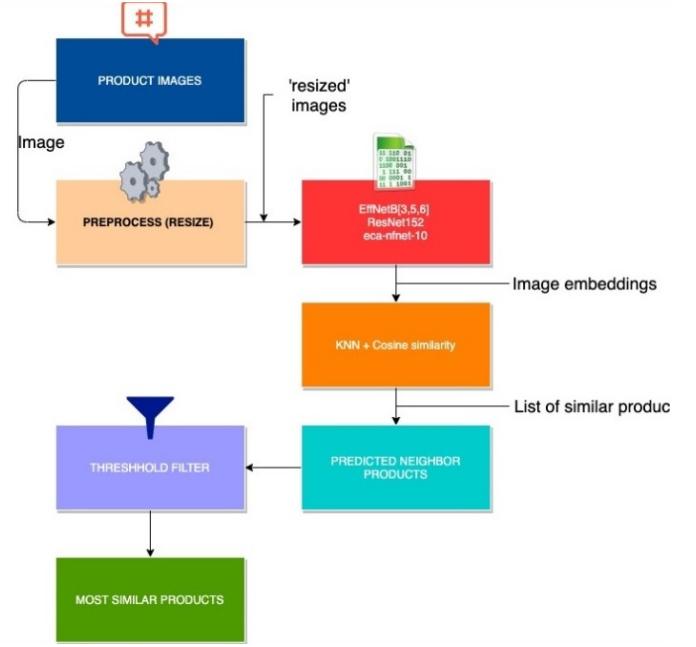 #
PRODUCT IMAGES
'resized'
images
Image
PREPROCESS (RESIZE)
EffNetB[3,5,6]
ResNet152
eca-nfnet-10
Image embeddings
KNN + Cosine similarity
List of similar produc
THRESHHOLD FILTER
PREDICTED NEIGHBOR
PRODUCTS
MOST SIMILAR PRODUCTS